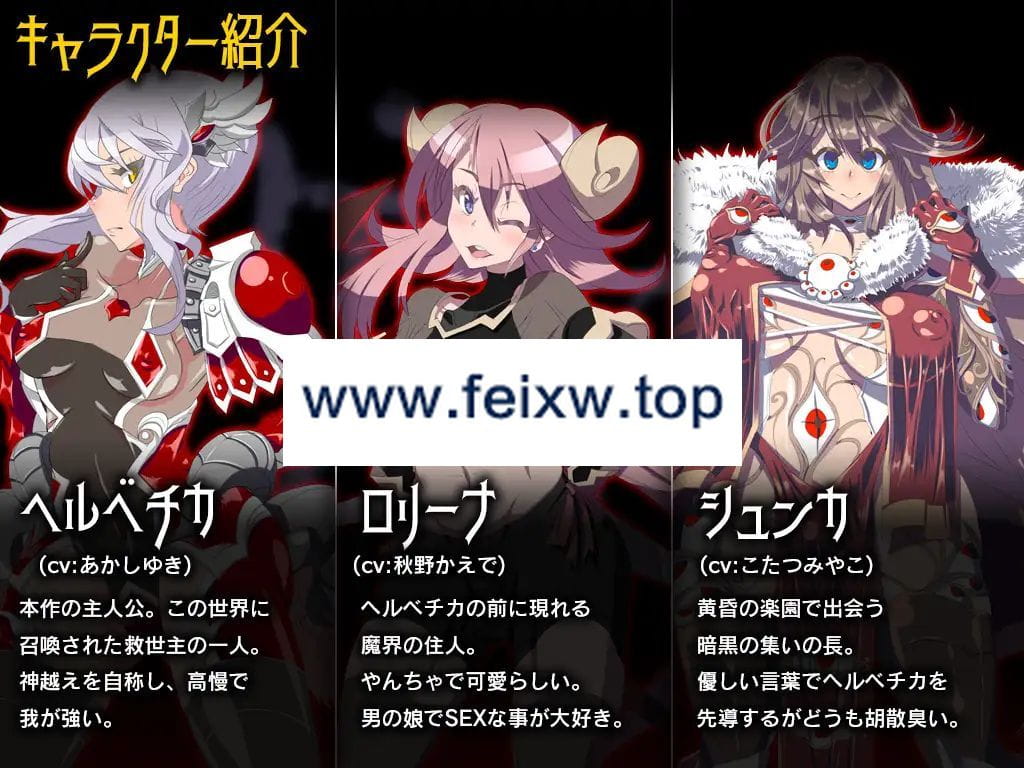 キャラクター紹介
www.feixw.top
ヘルベチカ
(cv:あかしゆき)
本作の主人公。この世界に
召喚された救世主の一人。
神越えを自称し、高慢で
我が強い。
ロリーナ
(cv:秋野かえで)
ヘルベチカの前に現れる
魔界の住人。
やんちゃで可愛らしい。
男の娘でSEXな事が大好き。
シュンカ
(cv:こたつみやこ)
黄昏の楽園で出会う
暗黒の集いの長。
優しい言葉でヘルベチカを
先導するがどうも胡散臭い。